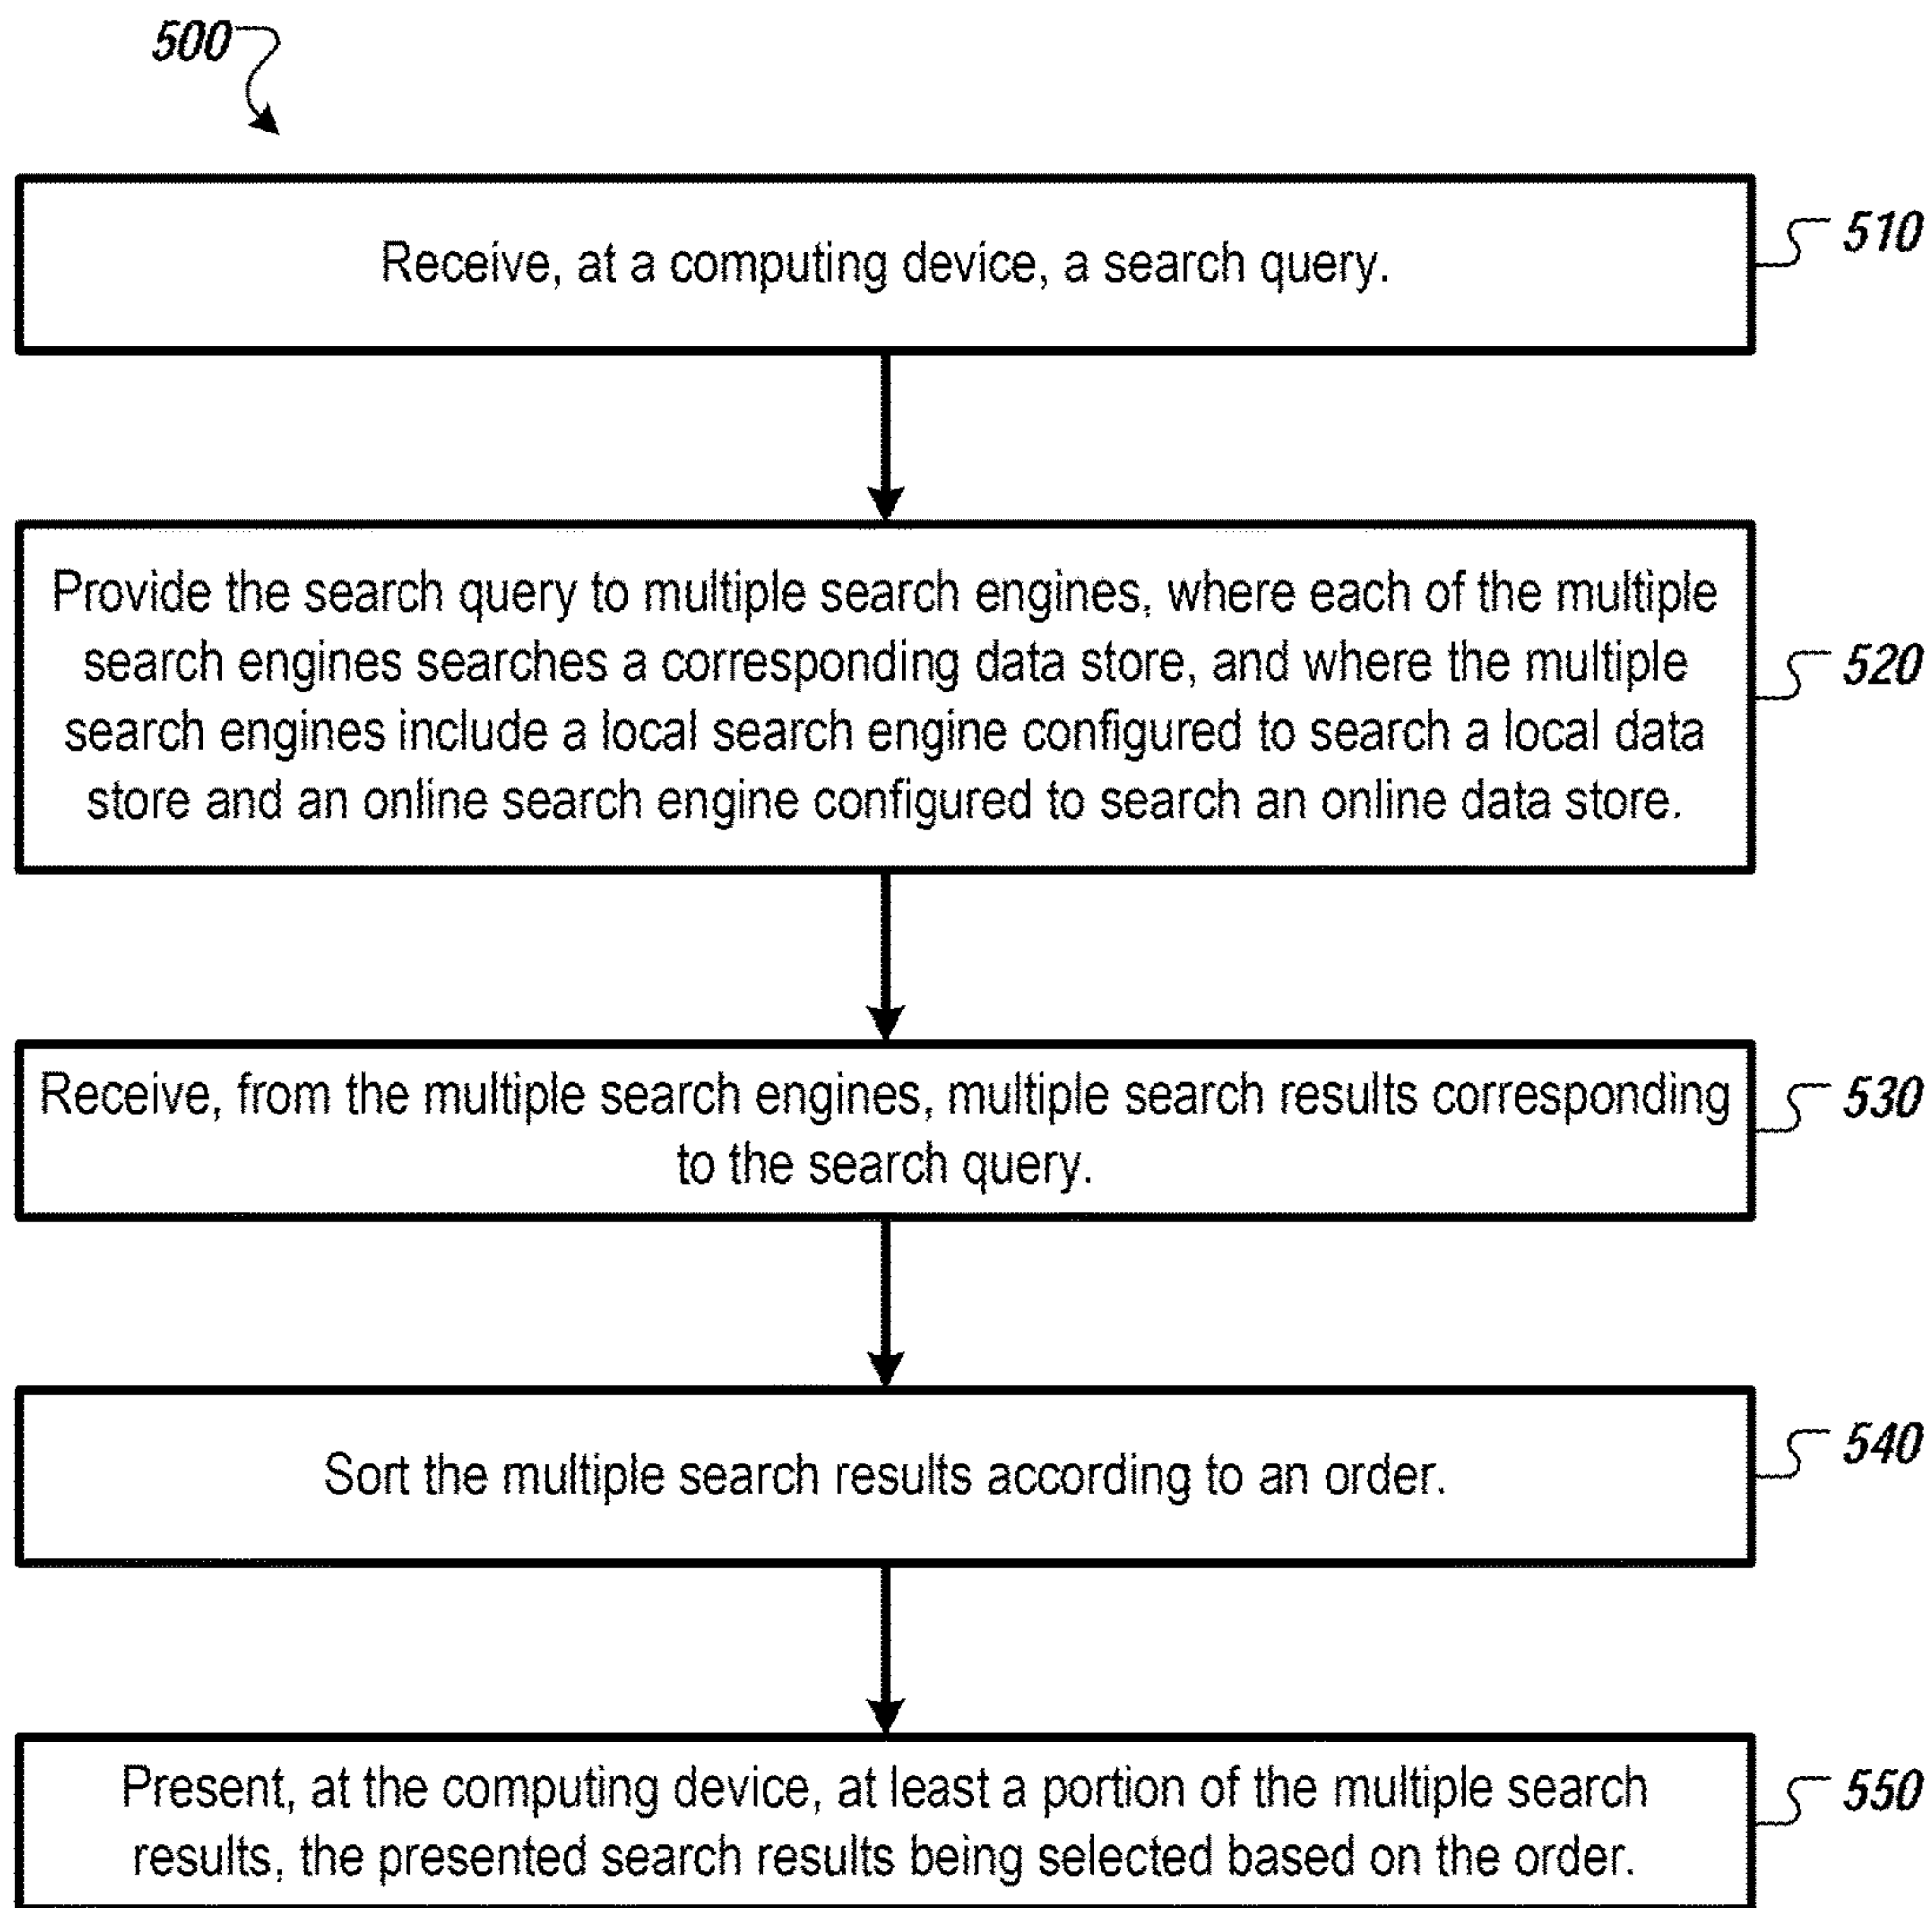 500
Receive, at a computing device, a search query.
510
Provide the search query to multiple search engines, where each of the multiple
search engines searches a corresponding data store, and where the multiple
search engines include a local search engine configured to search a local data
store and an online search engine configured to search an online data store.
520
Receive, from the multiple search engines, multiple search results corresponding
to the search query.
530
Sort the multiple search results according to an order.
540
Present, at the computing device, at least a portion of the multiple search
results, the presented search results being selected based on the order.
550